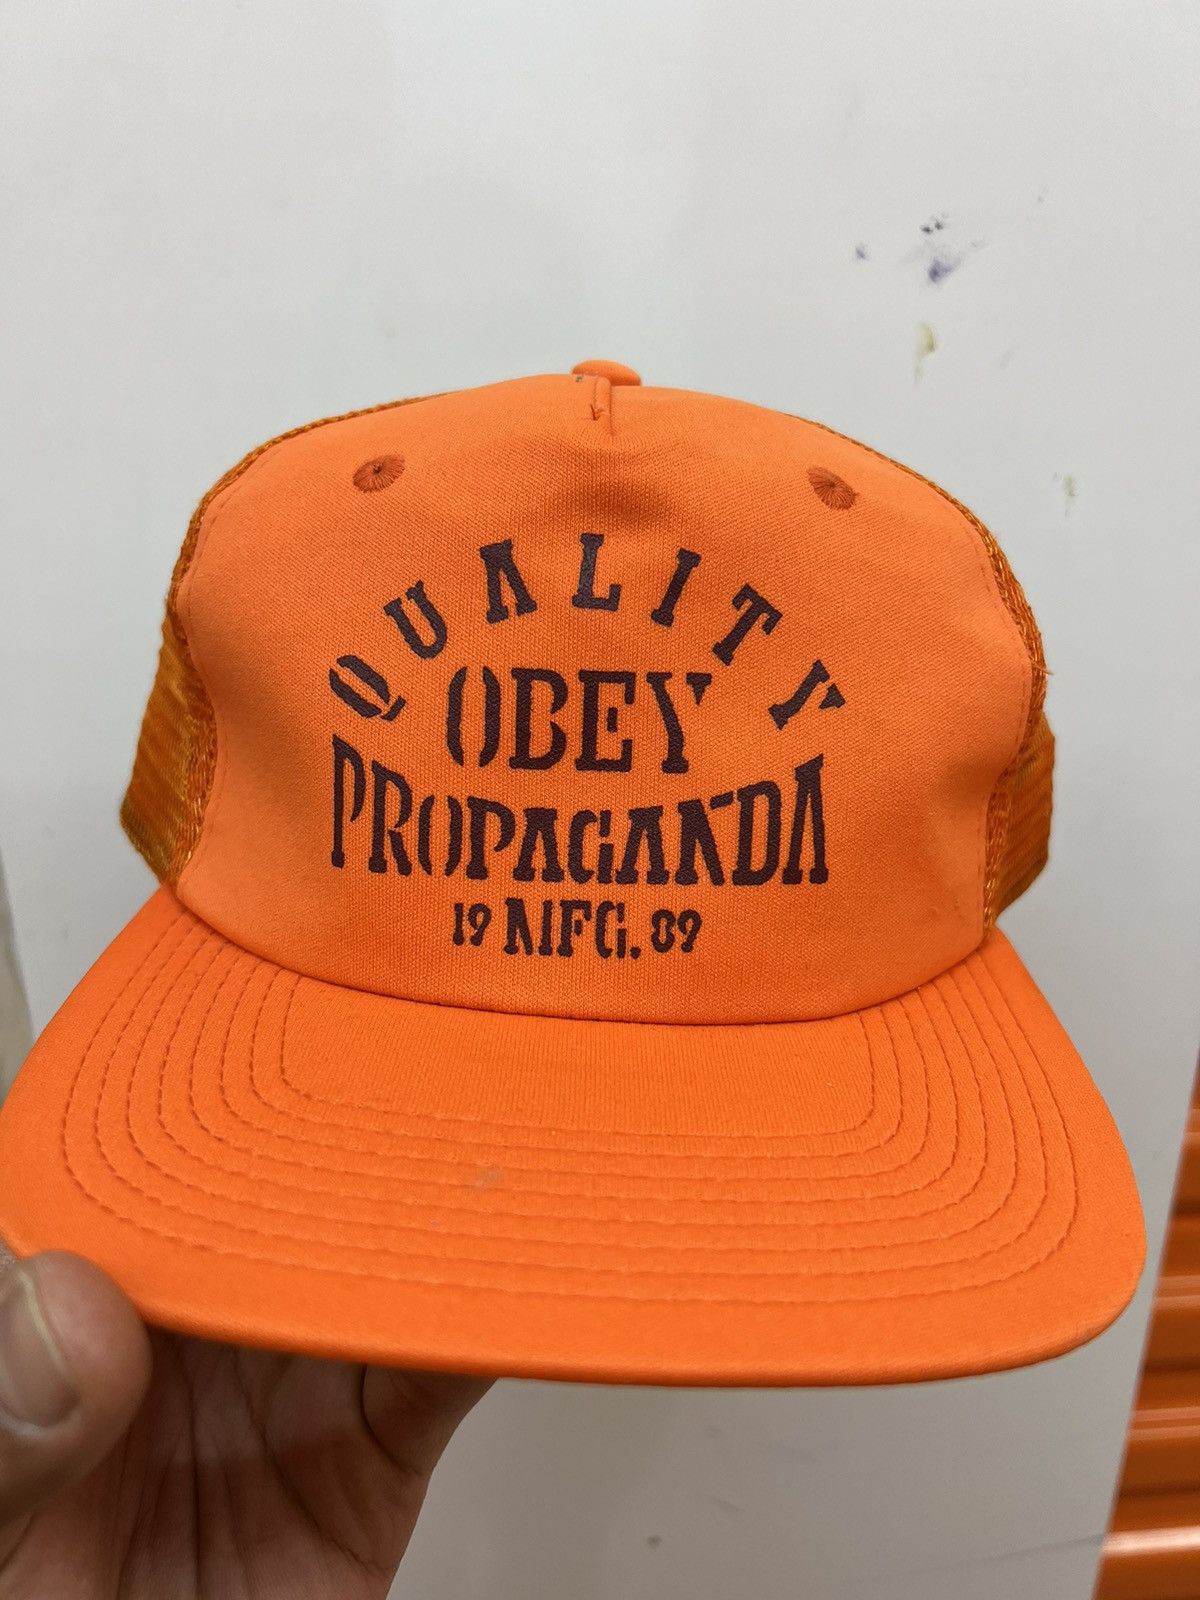 QUALITY
OBEY
PROPAGANDA
19 MFG. 89